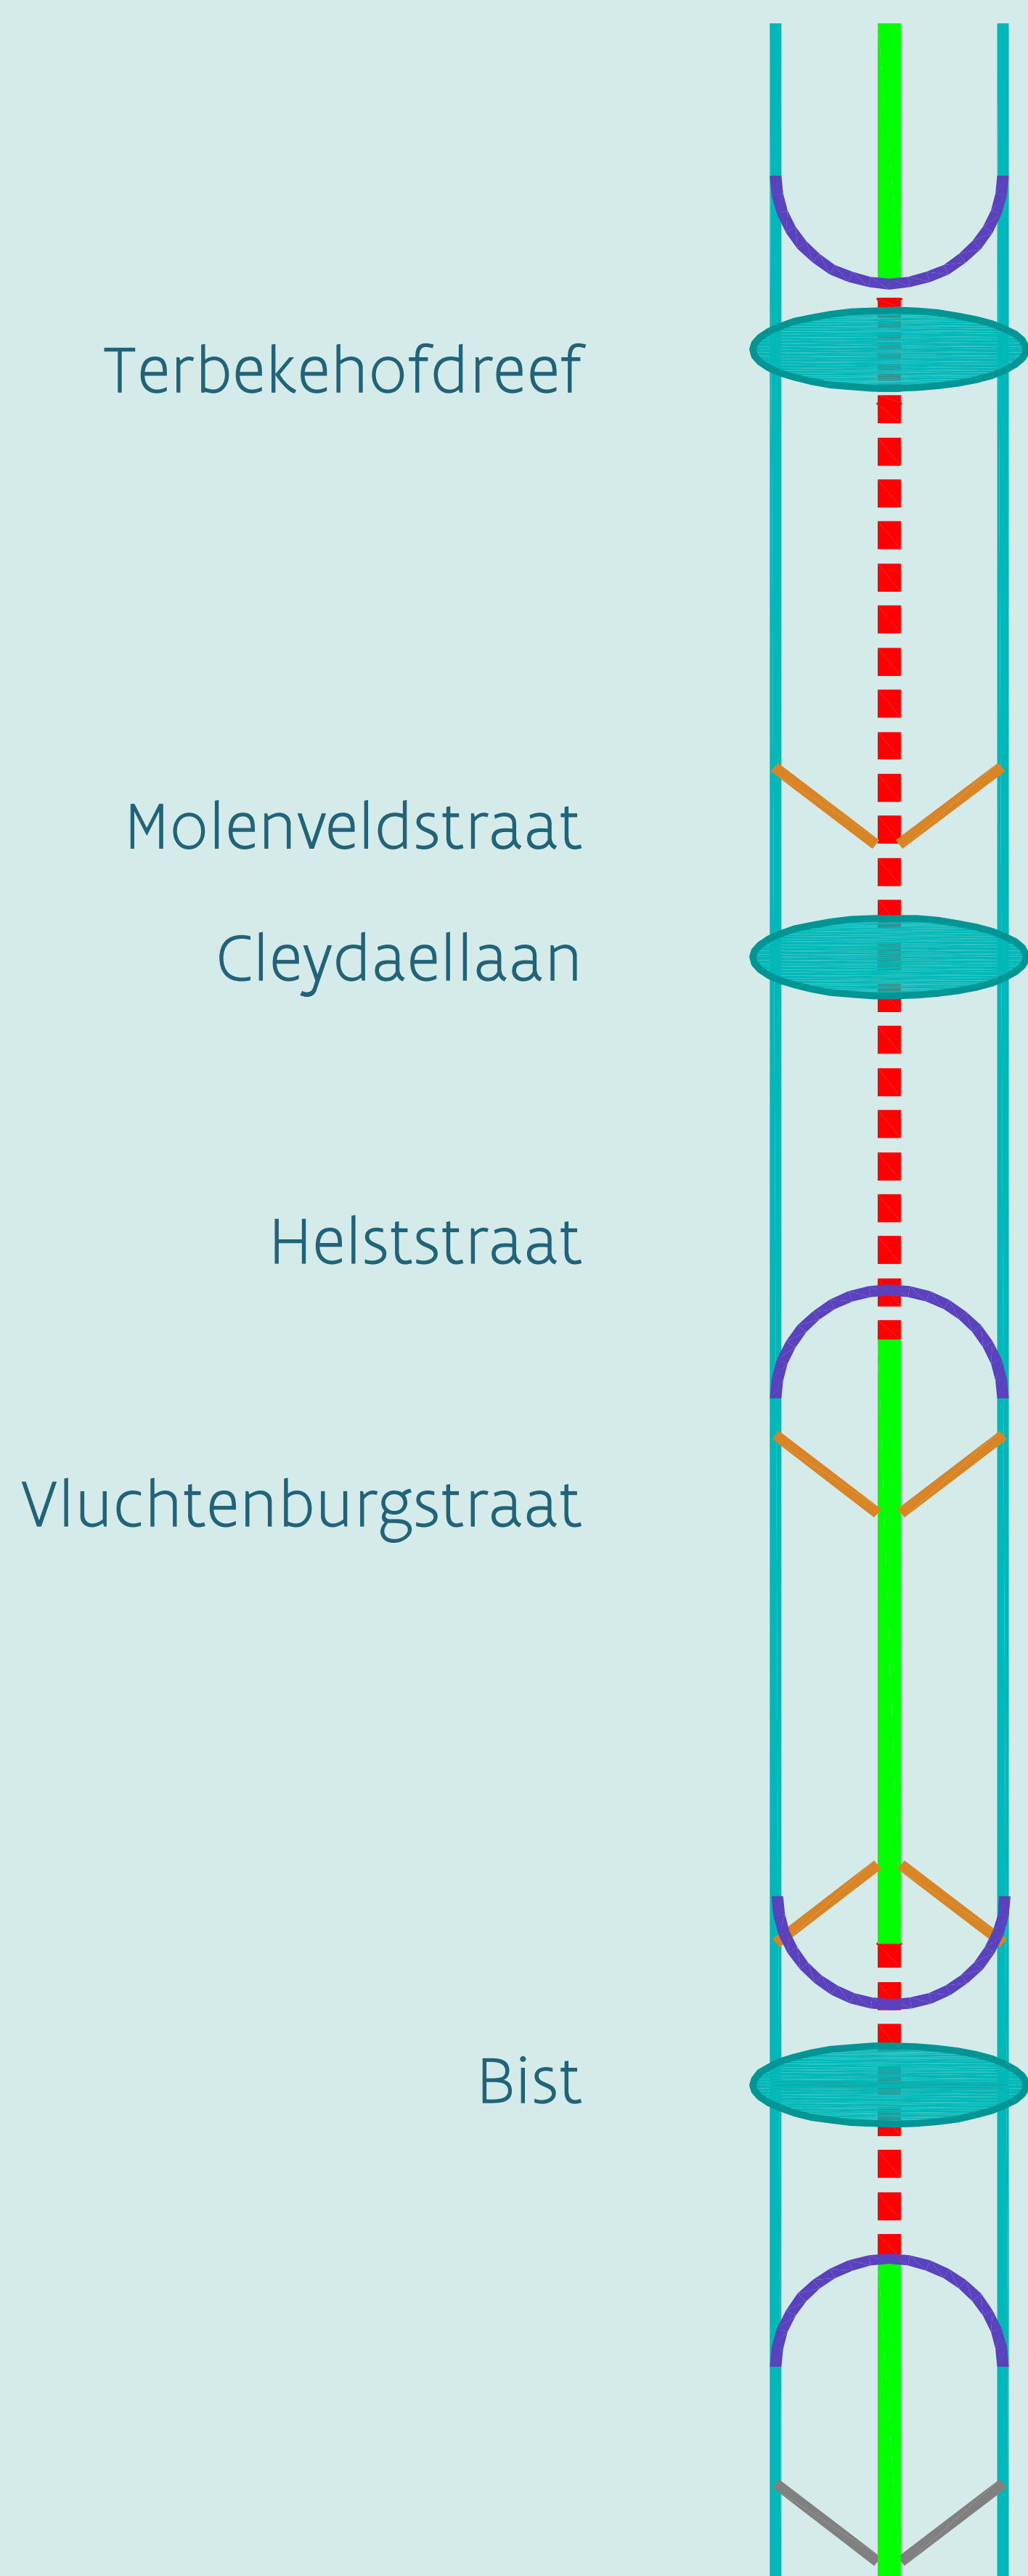 Terbekehofdreef
Molenveldstraat
Cleydaellaan
Helststraat
Vluchtenburgstraat
Bist